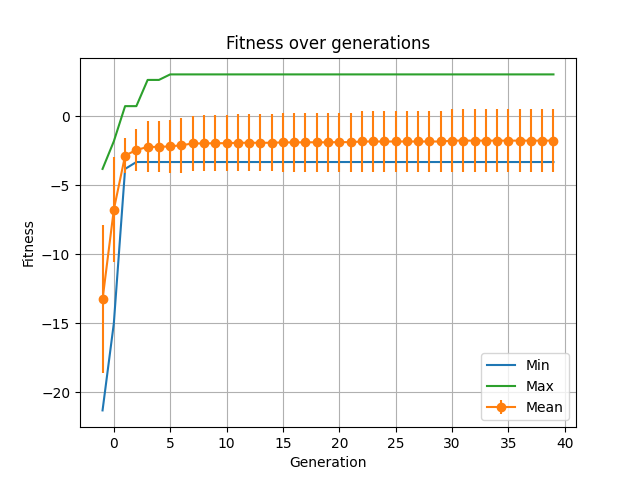 Fitness over generations
Fitness
0
−5
−10
−15
−20
0 5 10 15 20 25 30 35 40
Generation
Min
Max
Mean